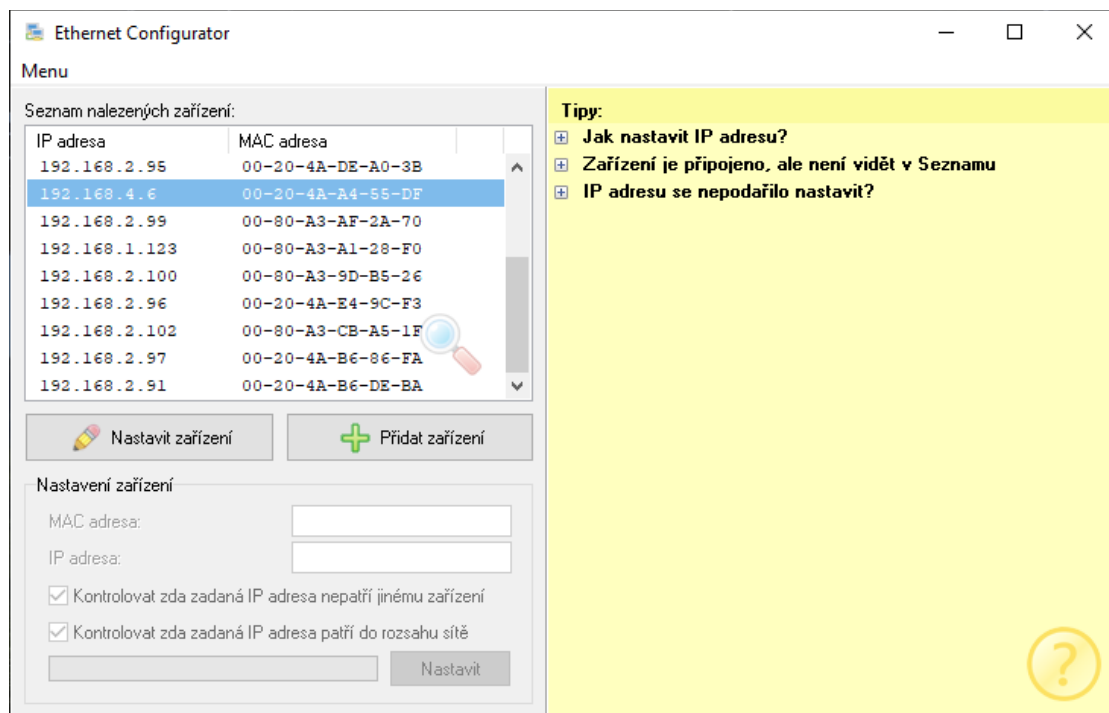 Ethernet Configurator
Menu
Seznam nalezených zařízení:
IP adresa MAC adresa
192.168.2.95 00-20-4A-DE-A0-3B
192.168.4.6 00-20-4A-A4-55-DF
192.168.2.99 00-80-A3-AF-2A-70
192.168.1.123 00-80-A3-A1-28-F0
192.168.2.100 00-80-A3-9D-B5-26
192.168.2.96 00-20-4A-E4-9C-F3
192.168.2.102 00-80-A3-CB-A5-1F
192.168.2.97 00-20-4A-B6-86-FA
192.168.2.91 00-20-4A-B6-DE-BA
Nastavit zařízení Přidat zařízení
Nastavení zařízení
MAC adresa:
IP adresa:
Kontrolovat zda zadaná IP adresa nepatří jinému zařízení
Kontrolovat zda zadaná IP adresa patří do rozsahu sítě
Nastavit
Tipy:
Jak nastavit IP adresu?
Zařízení je připojeno, ale není vidět v Seznamu
IP adresu se nepodařilo nastavit?
?